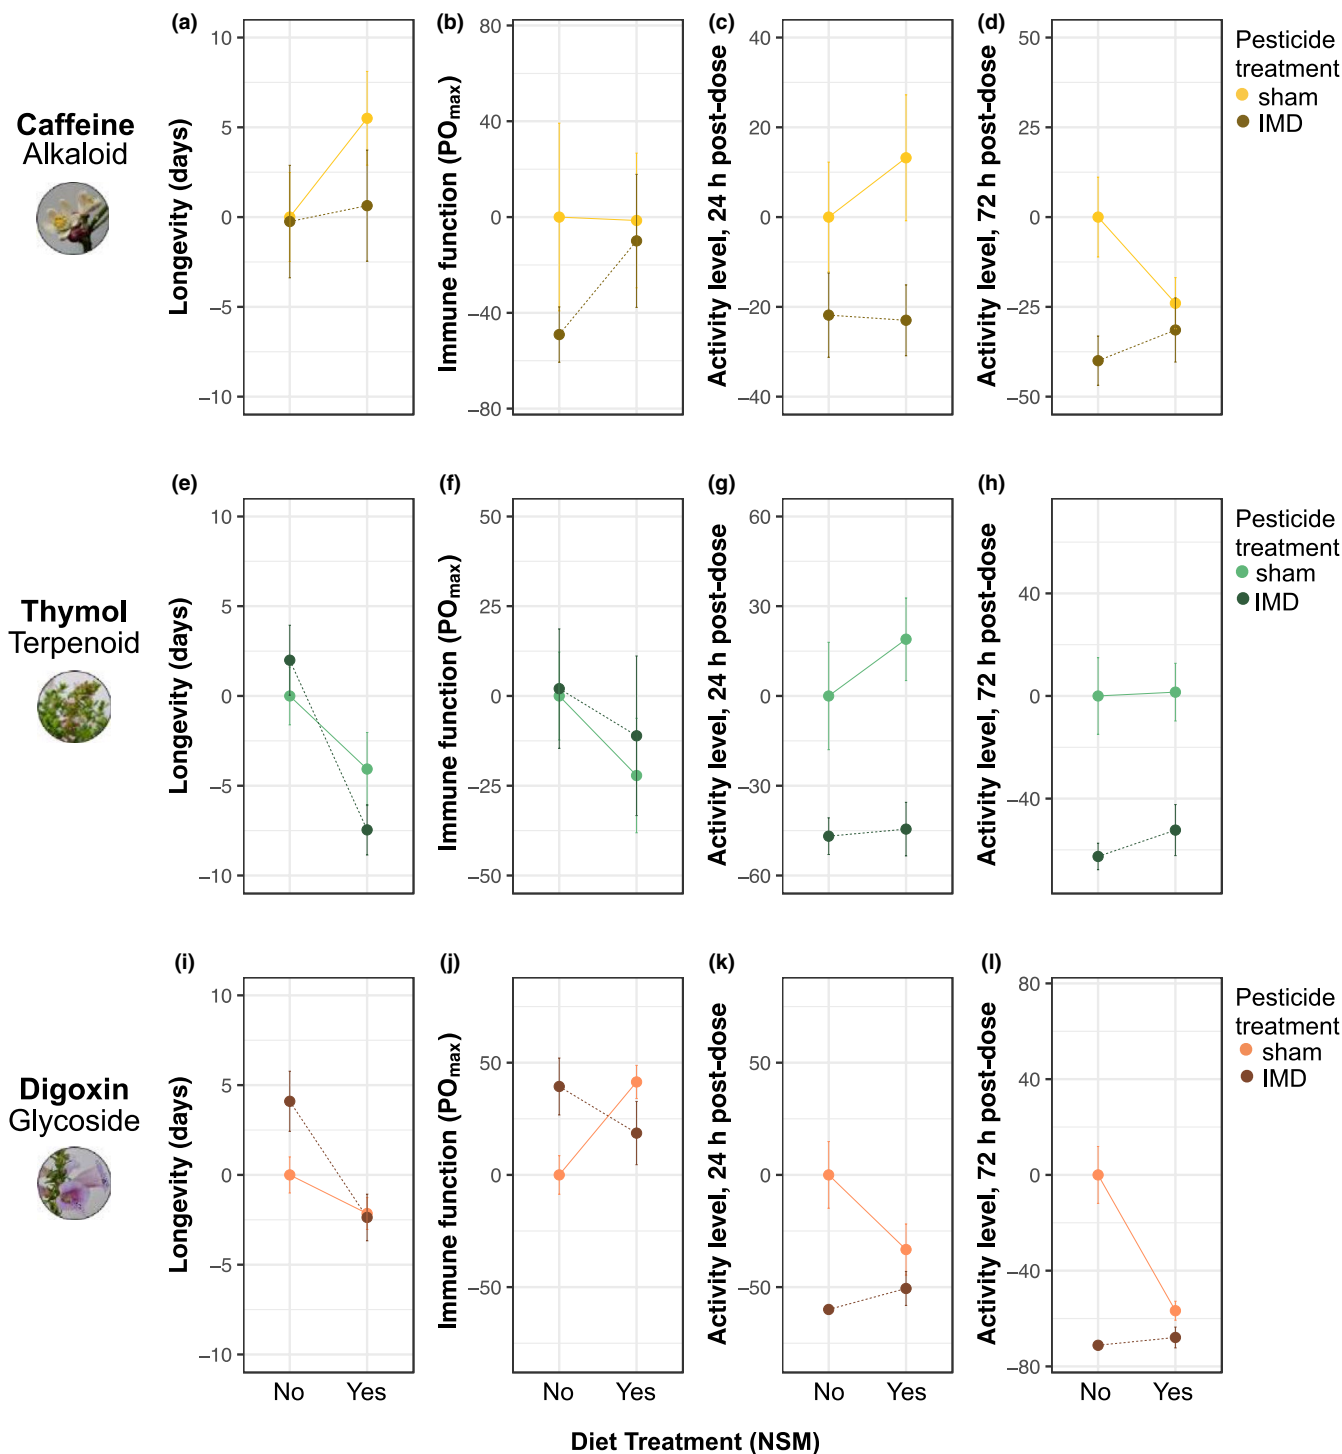 (a) (b) (c) (d)
Caffeine
Alkaloid
Longevity (days)
10
5
0
−5
−10
Immune function (POmax)
80
40
0
−40
−80
Activity level, 24 h post-dose
40
20
0
−20
−40
Activity level, 72 h post-dose
50
25
0
−25
−50
Pesticide
treatment
sham
IMD
(e) (f) (g) (h)
Thymol
Terpenoid
Longevity (days)
10
5
0
−5
−10
Immune function (POmax)
50
25
0
−25
−50
Activity level, 24 h post-dose
60
30
0
−30
−60
Activity level, 72 h post-dose
40
0
−40
Pesticide
treatment
sham
IMD
(i) (j) (k) (l)
Digoxin
Glycoside
Longevity (days)
10
5
0
−5
−10
Immune function (POmax)
50
0
−50
Activity level, 24 h post-dose
50
0
−50
Activity level, 72 h post-dose
80
40
0
−40
−80
Pesticide
treatment
sham
IMD
No Yes No Yes No Yes No Yes
Diet Treatment (NSM)